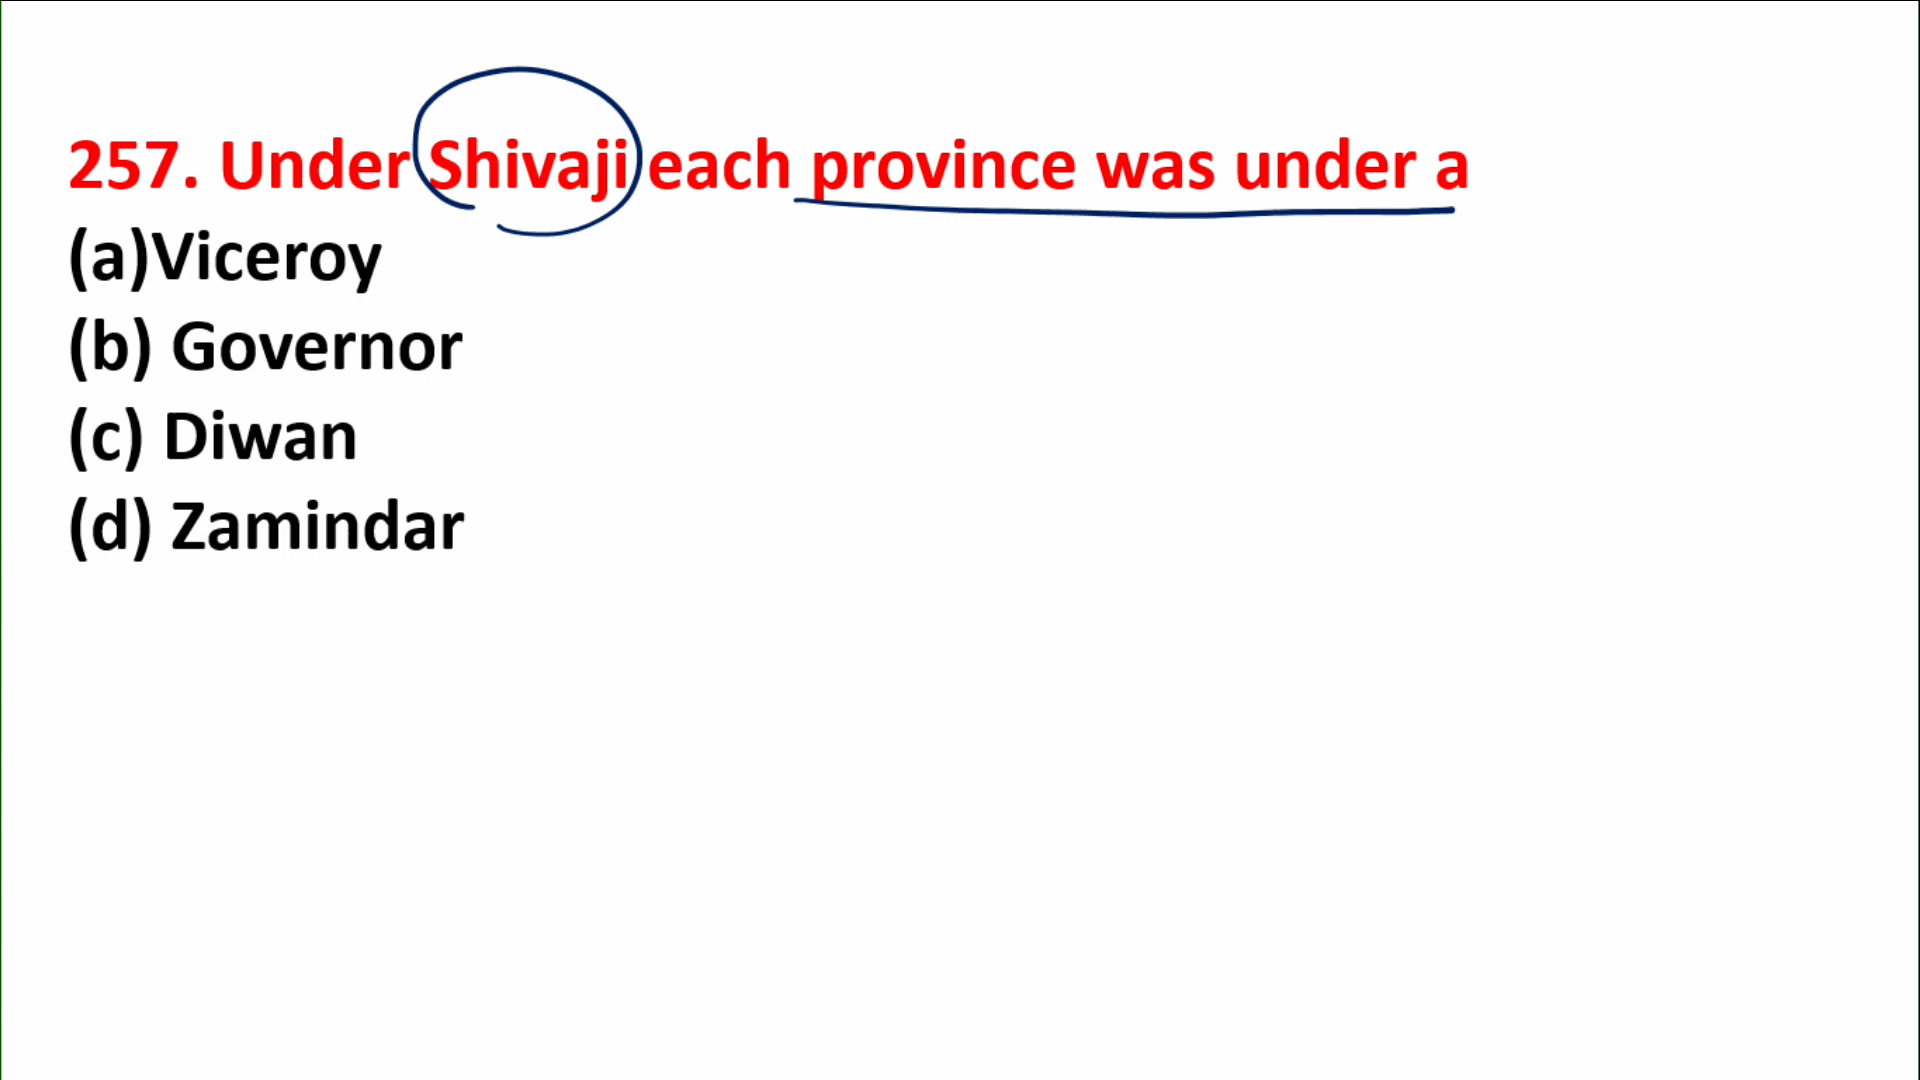 257. Under Shivaji each province was under a
(a)Viceroy
(b) Governor
(c) Diwan
(d) Zamindar